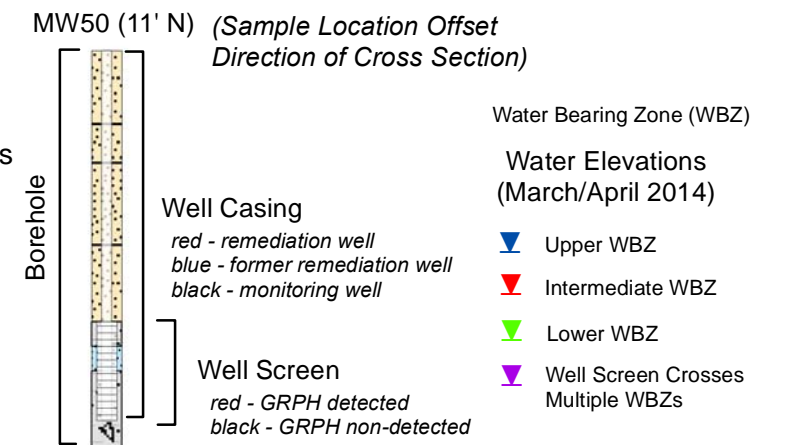 MW50 (11' N) (Sample Location Offset
Direction of Cross Section)
s
Borehole
Well Casing
red - remediation well
blue - former remediation well
black - monitoring well
Well Screen
red - GRPH detected
black - GRPH non-detected
Water Bearing Zone (WBZ)
Water Elevations
(March/April 2014)
Upper WBZ
Intermediate WBZ
Lower WBZ
Well Screen Crosses
Multiple WBZs